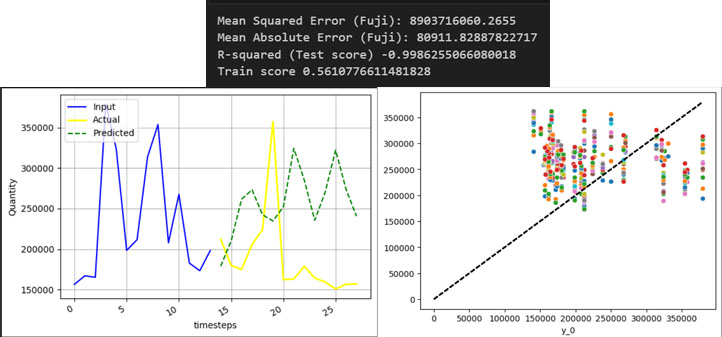 Mean Squared Error (Fuji): 8903716060.2655
Mean Absolute Error (Fuji): 80911.82887822717
R-squared (Test score) -0.9986255066080018
Train score 0.5610776611481828
Input
Actual
Predicted
350000
300000
250000
200000
150000
Quantity
0
5
10
15
20
25
timesteps
350000
300000
250000
200000
150000
100000
50000
0
0
50000
100000
150000
200000
250000
300000
350000
y_0